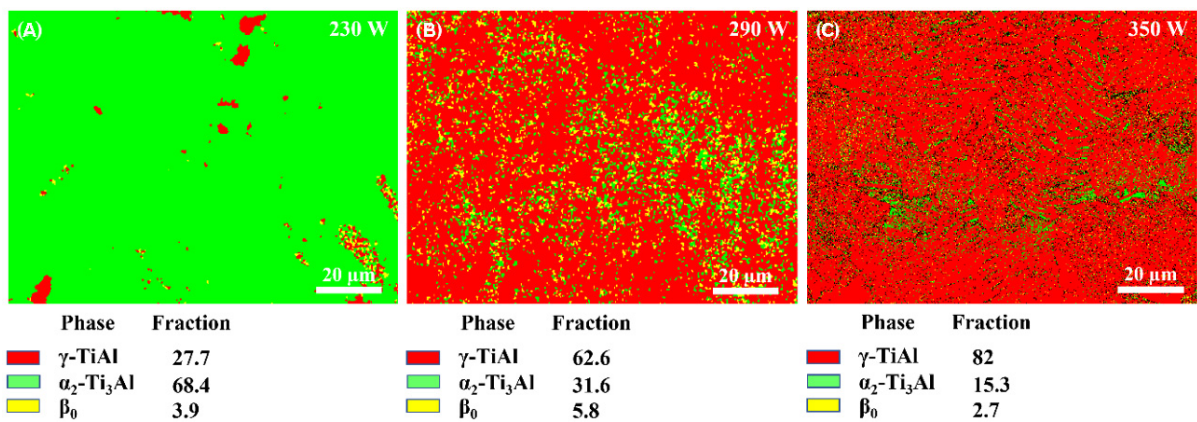 (A) 230 W
20 μm
Phase Fraction
γ-TiAl 27.7
α₂-Ti₃Al 68.4
β₀ 3.9
(B) 290 W
20 μm
Phase Fraction
γ-TiAl 62.6
α₂-Ti₃Al 31.6
β₀ 5.8
(C) 350 W
20 μm
Phase Fraction
γ-TiAl 82
α₂-Ti₃Al 15.3
β₀ 2.7